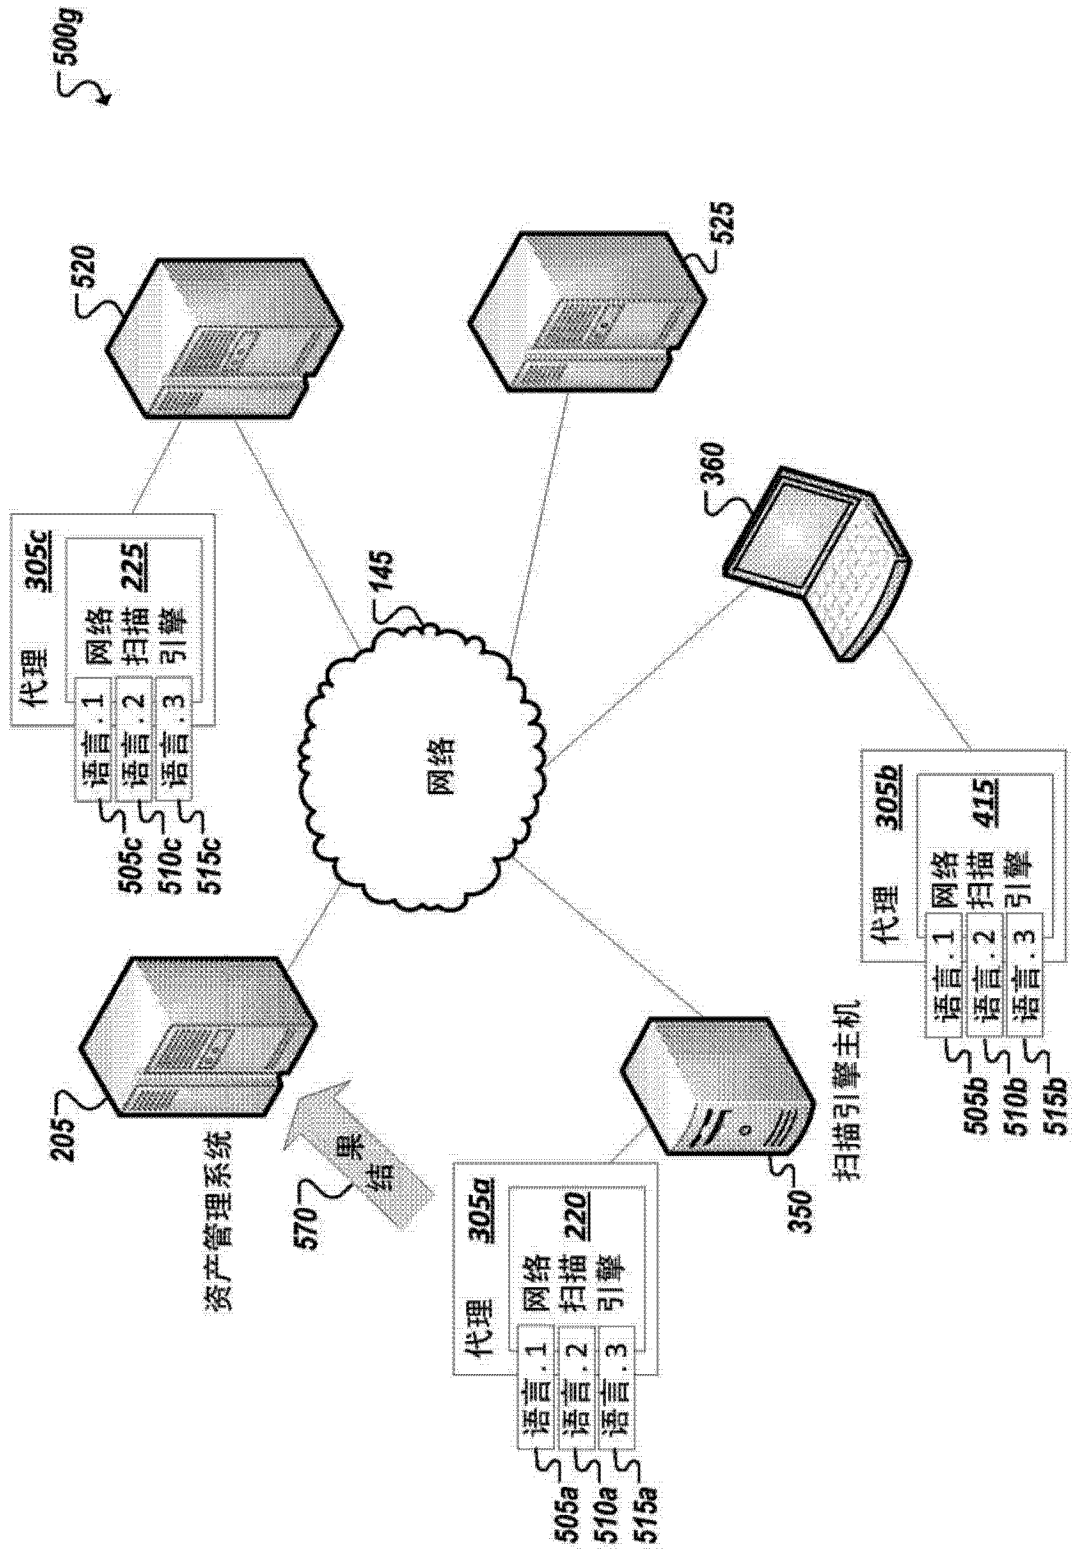 500g
205
资产管理系统
代理 305c
语言.1 网络
语言.2 扫描 225
语言.3 引擎
505c
510c
515c
520
570
结果
145
网络
525
代理 305a
语言.1 网络
语言.2 扫描 220
语言.3 引擎
505a
510a
515a
350
扫描引擎主机
360
代理 305b
语言.1 网络
语言.2 扫描 415
语言.3 引擎
505b
510b
515b